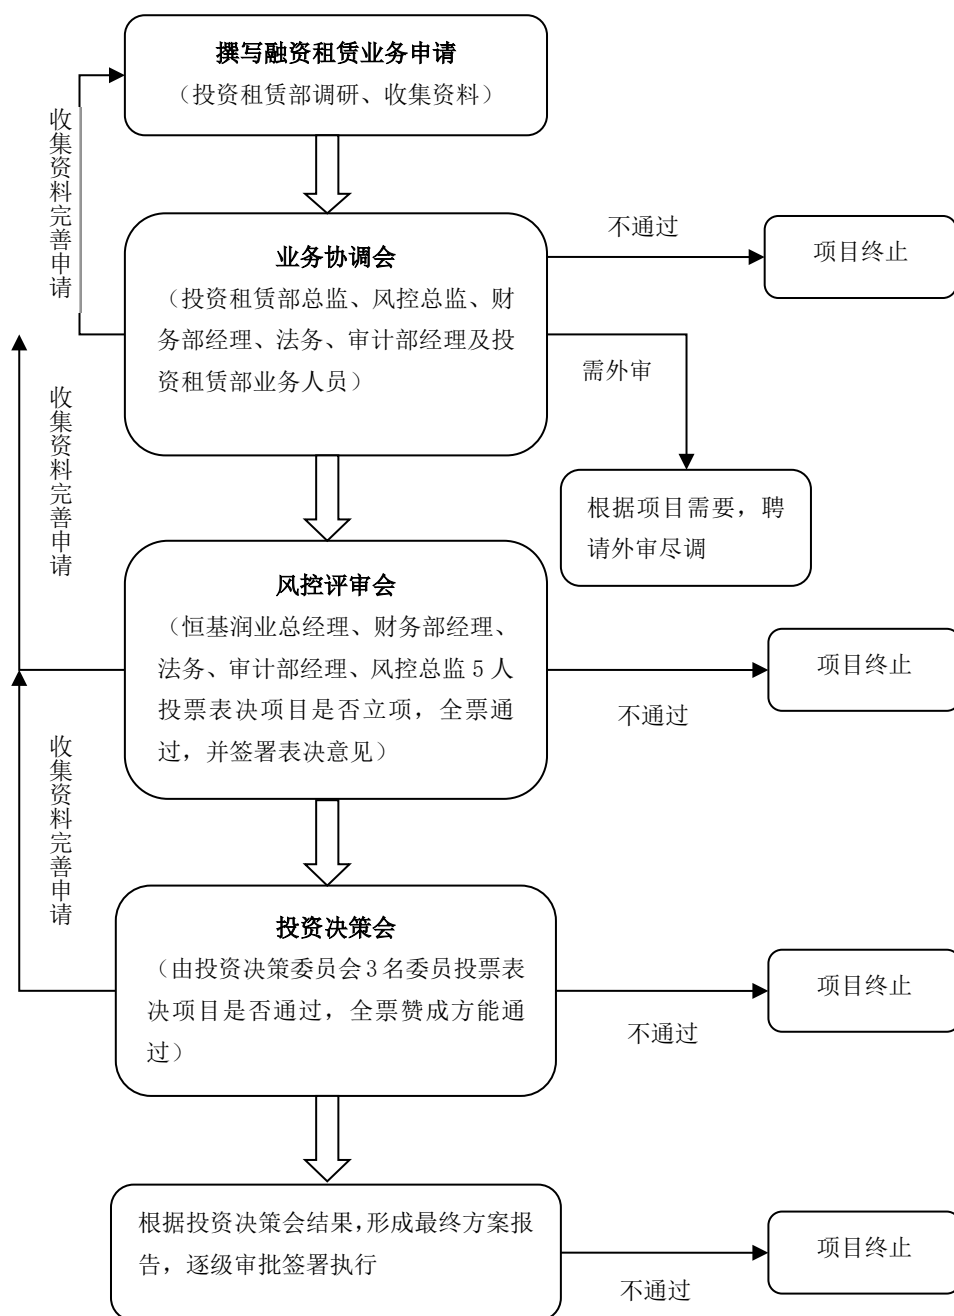 撰写融资租赁业务申请
（投资租赁部调研、收集资料）
收集资料完善申请
业务协调会
（投资租赁部总监、风控总监、财
务部经理、法务、审计部经理及投
资租赁部业务人员）
不通过
项目终止
需外审
根据项目需要，聘
请外审尽调
收集资料完善申请
风控评审会
（恒基润业总经理、财务部经理、
法务、审计部经理、风控总监 5 人
投票表决项目是否立项，全票通
过，并签署表决意见）
不通过
项目终止
收集资料完善申请
投资决策会
（由投资决策委员会 3 名委员投票表
决项目是否通过，全票赞成方能通
过）
不通过
项目终止
根据投资决策会结果，形成最终方案报
告，逐级审批签署执行
不通过
项目终止